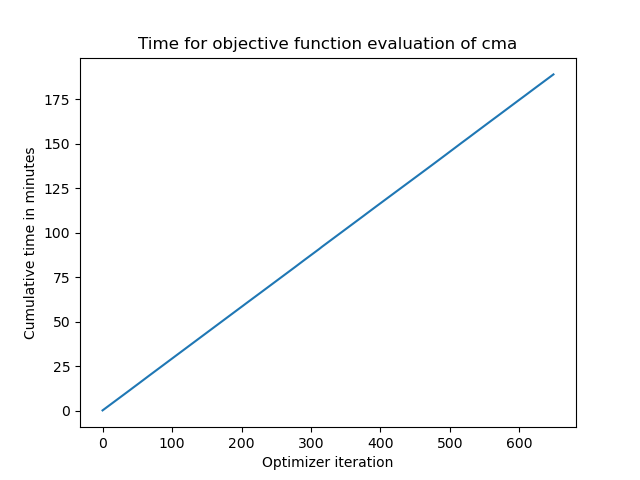 Time for objective function evaluation of cma
Cumulative time in minutes
175
150
125
100
75
50
25
0
0 100 200 300 400 500 600
Optimizer iteration